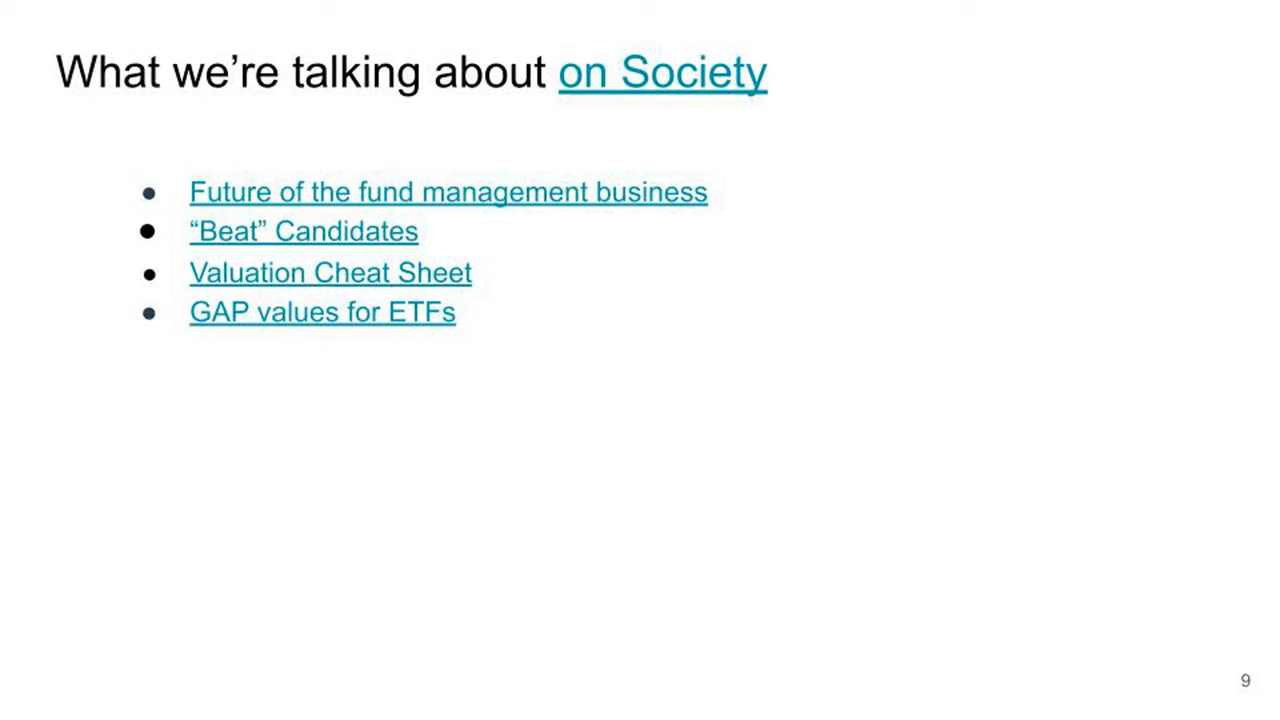 What we’re talking about on Society
● Future of the fund management business
● “Beat” Candidates
● Valuation Cheat Sheet
● GAP values for ETFs
9